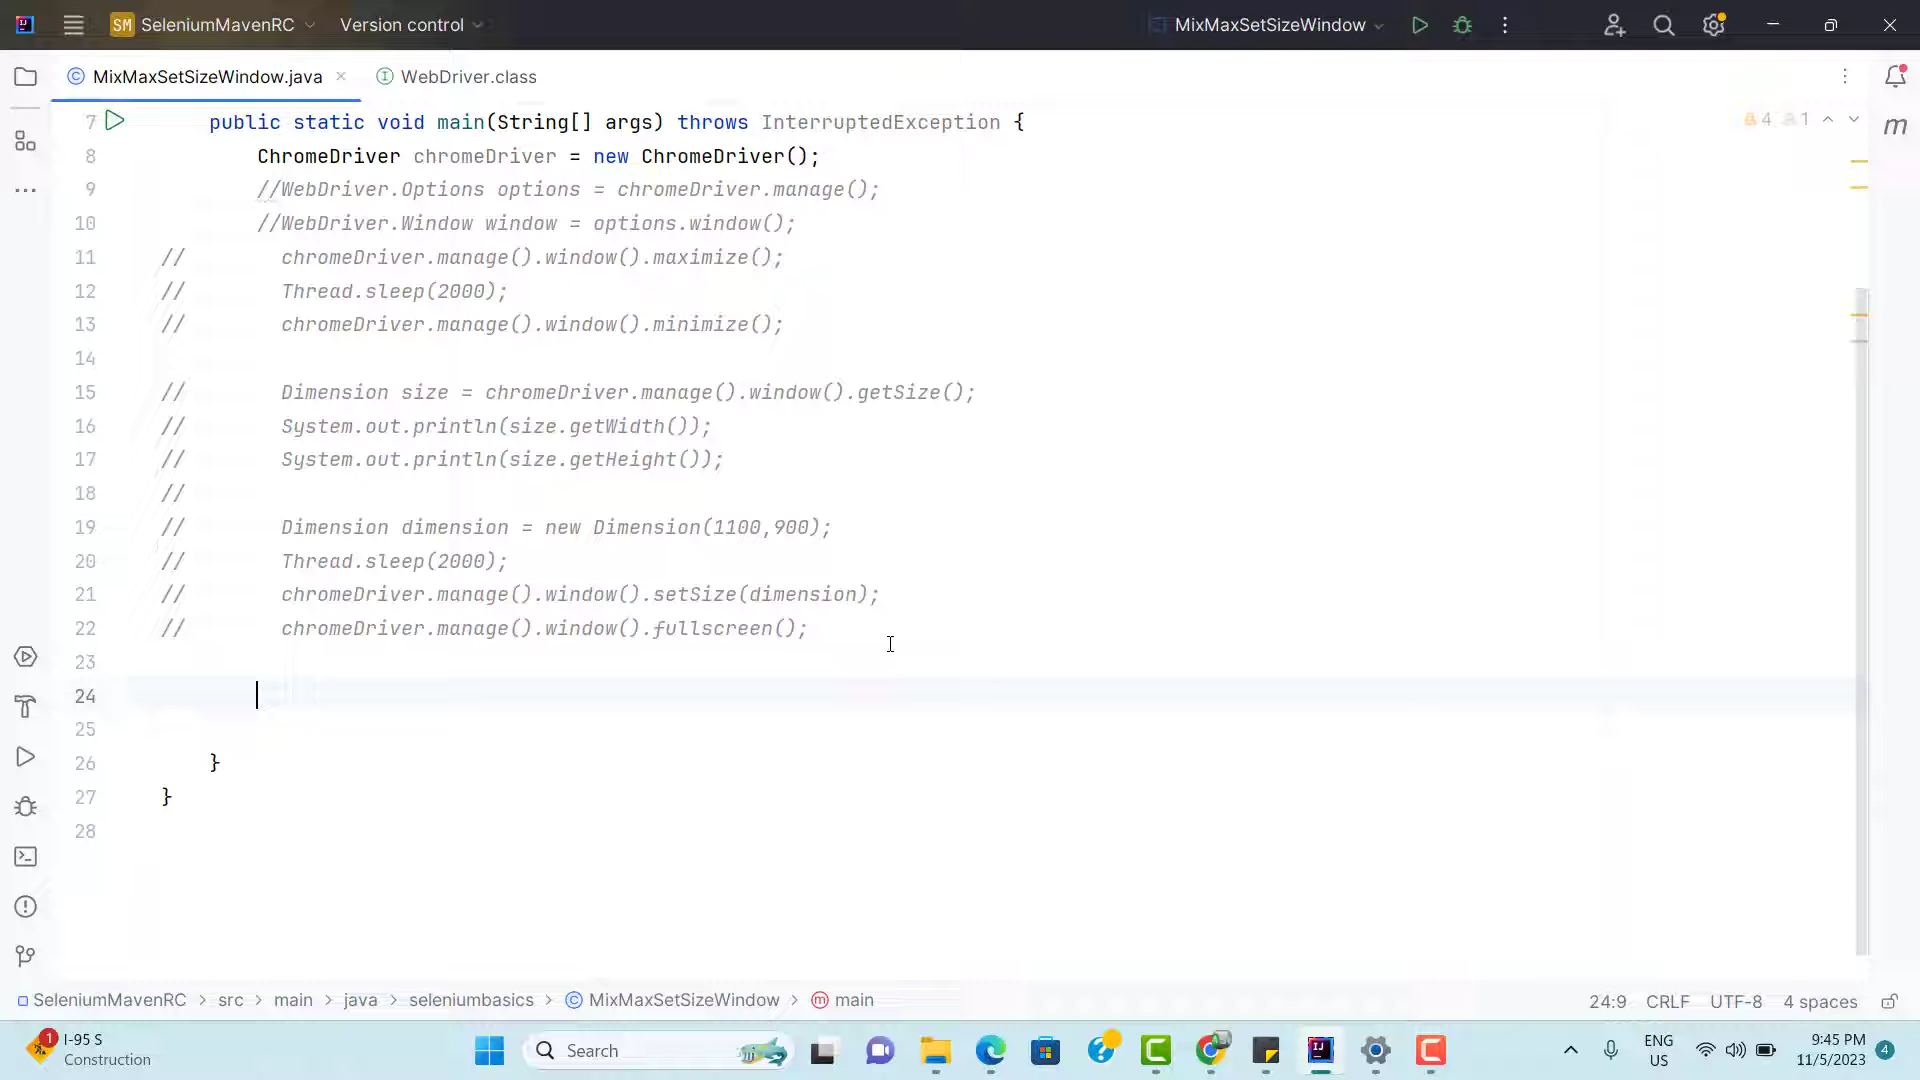 SM SeleniumMavenRC Version control MixMaxSetSizeWindow
MixMaxSetSizeWindow.java WebDriver.class
7 public static void main(String[] args) throws InterruptedException {
4 1
8 ChromeDriver chromeDriver = new ChromeDriver();
9 //WebDriver.Options options = chromeDriver.manage();
10 //WebDriver.Window window = options.window();
11 // chromeDriver.manage().window().maximize();
12 // Thread.sleep(2000);
13 // chromeDriver.manage().window().minimize();
14
15 // Dimension size = chromeDriver.manage().window().getSize();
16 // System.out.println(size.getWidth());
17 // System.out.println(size.getHeight());
18 //
19 // Dimension dimension = new Dimension(1100,900);
20 // Thread.sleep(2000);
21 // chromeDriver.manage().window().setSize(dimension);
22 // chromeDriver.manage().window().fullscreen();
23
24
25
26 }
27 }
28
SeleniumMavenRC > src > main > java > seleniumbasics > MixMaxSetSizeWindow > main 24:9 CRLF UTF-8 4 spaces
1 I-95 S
Construction
Search
ENG
US
9:45 PM
11/5/2023
4